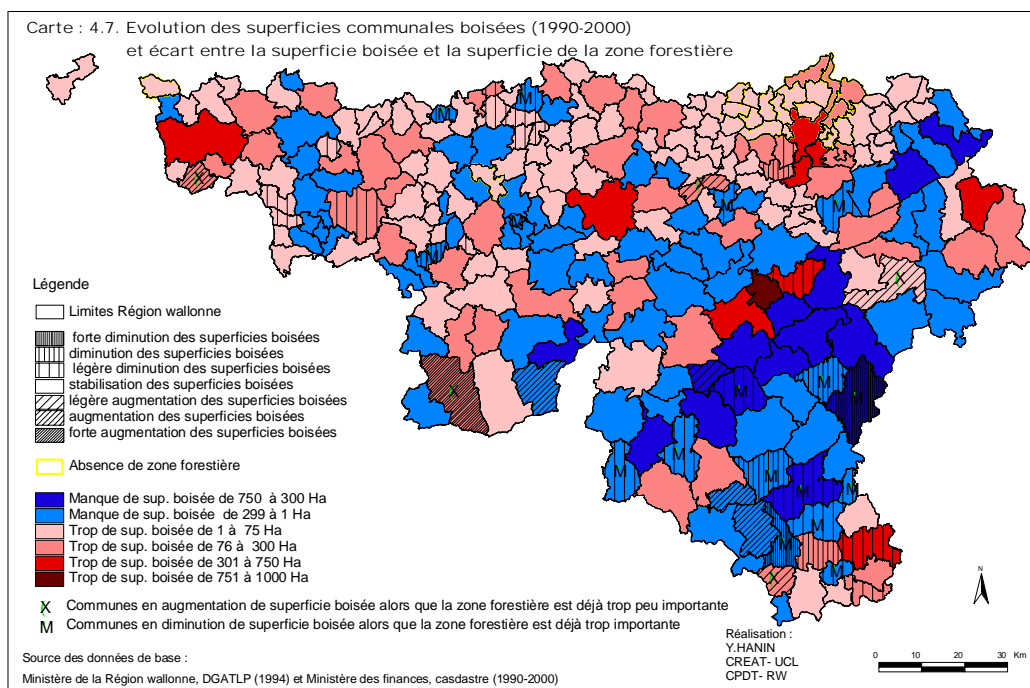 Carte : 4.7. Evolution des superficies communales boisées (1990-2000)
et écart entre la superficie boisée et la superficie de la zone forestière
Légende
Limites Région wallonne
forte diminution des superficies boisées
diminution des superficies boisées
légère diminution des superficies boisées
stabilisation des superficies boisées
légère augmentation des superficies boisées
augmentation des superficies boisées
forte augmentation des superficies boisées
Absence de zone forestière
Manque de sup. boisée de 750 à 300 Ha
Manque de sup. boisée de 299 à 1 Ha
Trop de sup. boisée de 1 à 75 Ha
Trop de sup. boisée de 76 à 300 Ha
Trop de sup. boisée de 301 à 750 Ha
Trop de sup. boisée de 751 à 1000 Ha
X Communes en augmentation de superficie boisée alors que la zone forestière est déjà trop peu importante
M Communes en diminution de superficie boisée alors que la zone forestière est déjà trop importante
Source des données de base :
Ministère de la Région wallonne, DGATLP (1994) et Ministère des finances, casdastre (1990-2000)
Réalisation :
Y.HANIN
CREAT- UCL
CPDT- RW
N
0 10 20 30 Km
M
M
X
X
M
M
M
M
X
X
M
M
M
M
M
M
M
M
M
M
M
X
M